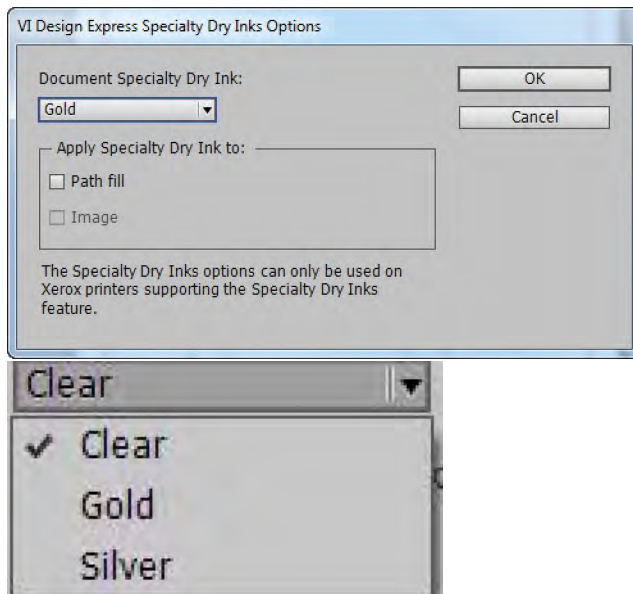 VI Design Express Specialty Dry Inks Options
Document Specialty Dry Ink:
Gold
Apply Specialty Dry Ink to:
Path fill
Image
The Specialty Dry Inks options can only be used on
Xerox printers supporting the Specialty Dry Inks
feature.
OK
Cancel
Clear
Clear
Gold
Silver